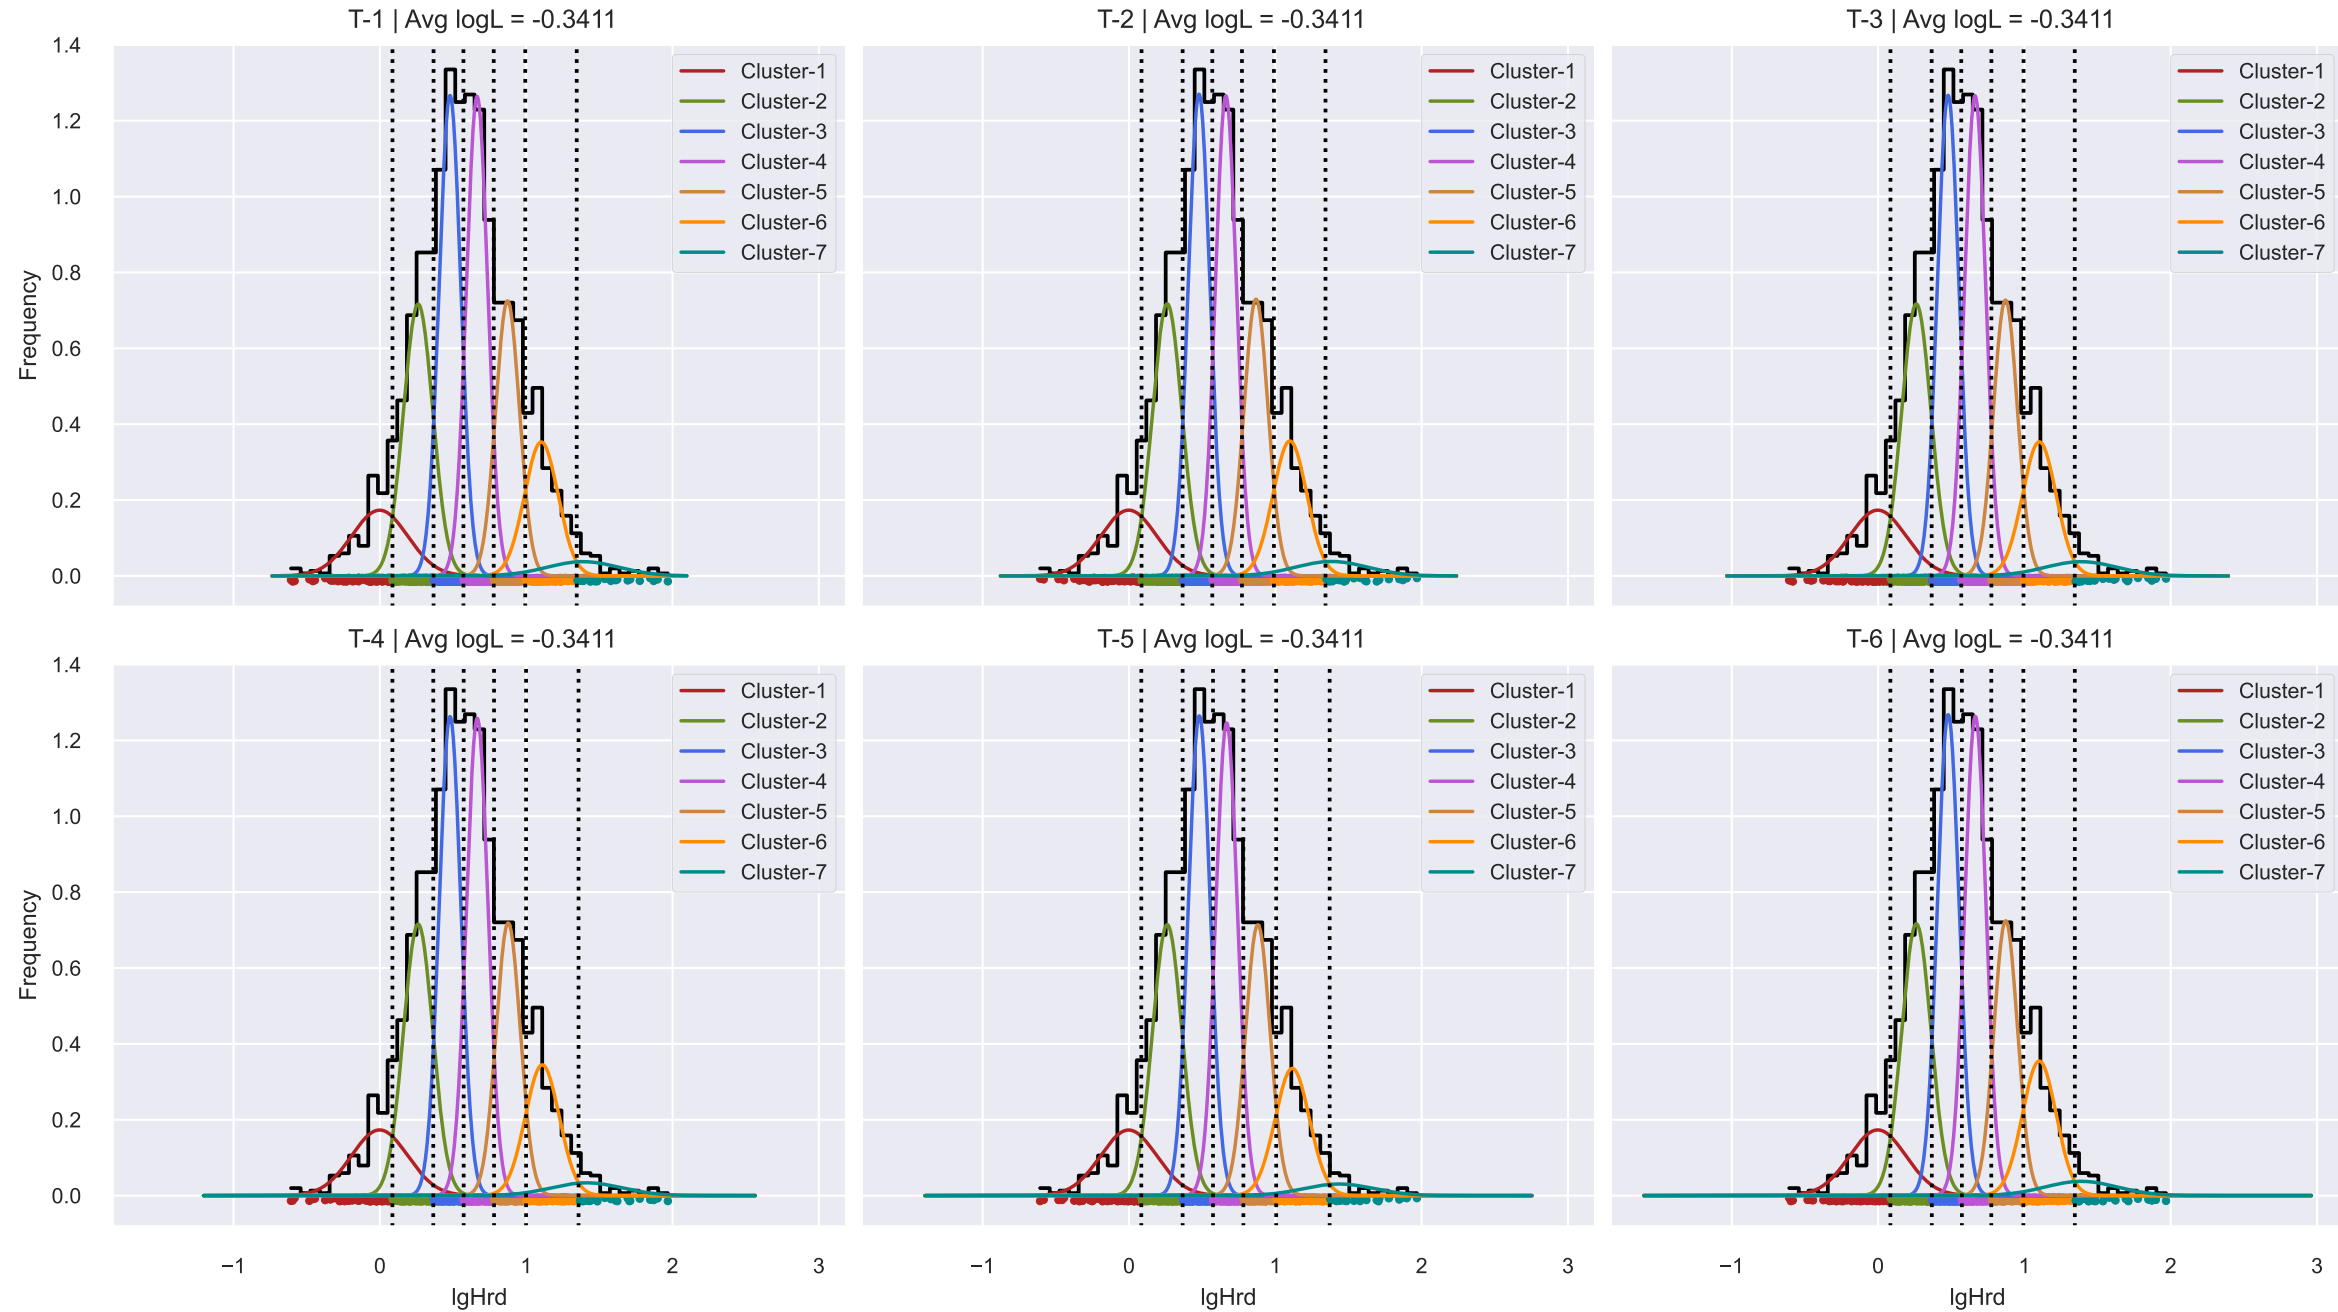 T-1 | Avg logL = -0.3411
T-2 | Avg logL = -0.3411
T-3 | Avg logL = -0.3411
Frequency
1.4
1.2
1.0
0.8
0.6
0.4
0.2
0.0
Cluster-1
Cluster-2
Cluster-3
Cluster-4
Cluster-5
Cluster-6
Cluster-7
Cluster-1
Cluster-2
Cluster-3
Cluster-4
Cluster-5
Cluster-6
Cluster-7
Cluster-1
Cluster-2
Cluster-3
Cluster-4
Cluster-5
Cluster-6
Cluster-7
T-4 | Avg logL = -0.3411
T-5 | Avg logL = -0.3411
T-6 | Avg logL = -0.3411
Frequency
1.4
1.2
1.0
0.8
0.6
0.4
0.2
0.0
Cluster-1
Cluster-2
Cluster-3
Cluster-4
Cluster-5
Cluster-6
Cluster-7
Cluster-1
Cluster-2
Cluster-3
Cluster-4
Cluster-5
Cluster-6
Cluster-7
Cluster-1
Cluster-2
Cluster-3
Cluster-4
Cluster-5
Cluster-6
Cluster-7
−1 0 1 2 3
−1 0 1 2 3
−1 0 1 2 3
lgHrd
lgHrd
lgHrd